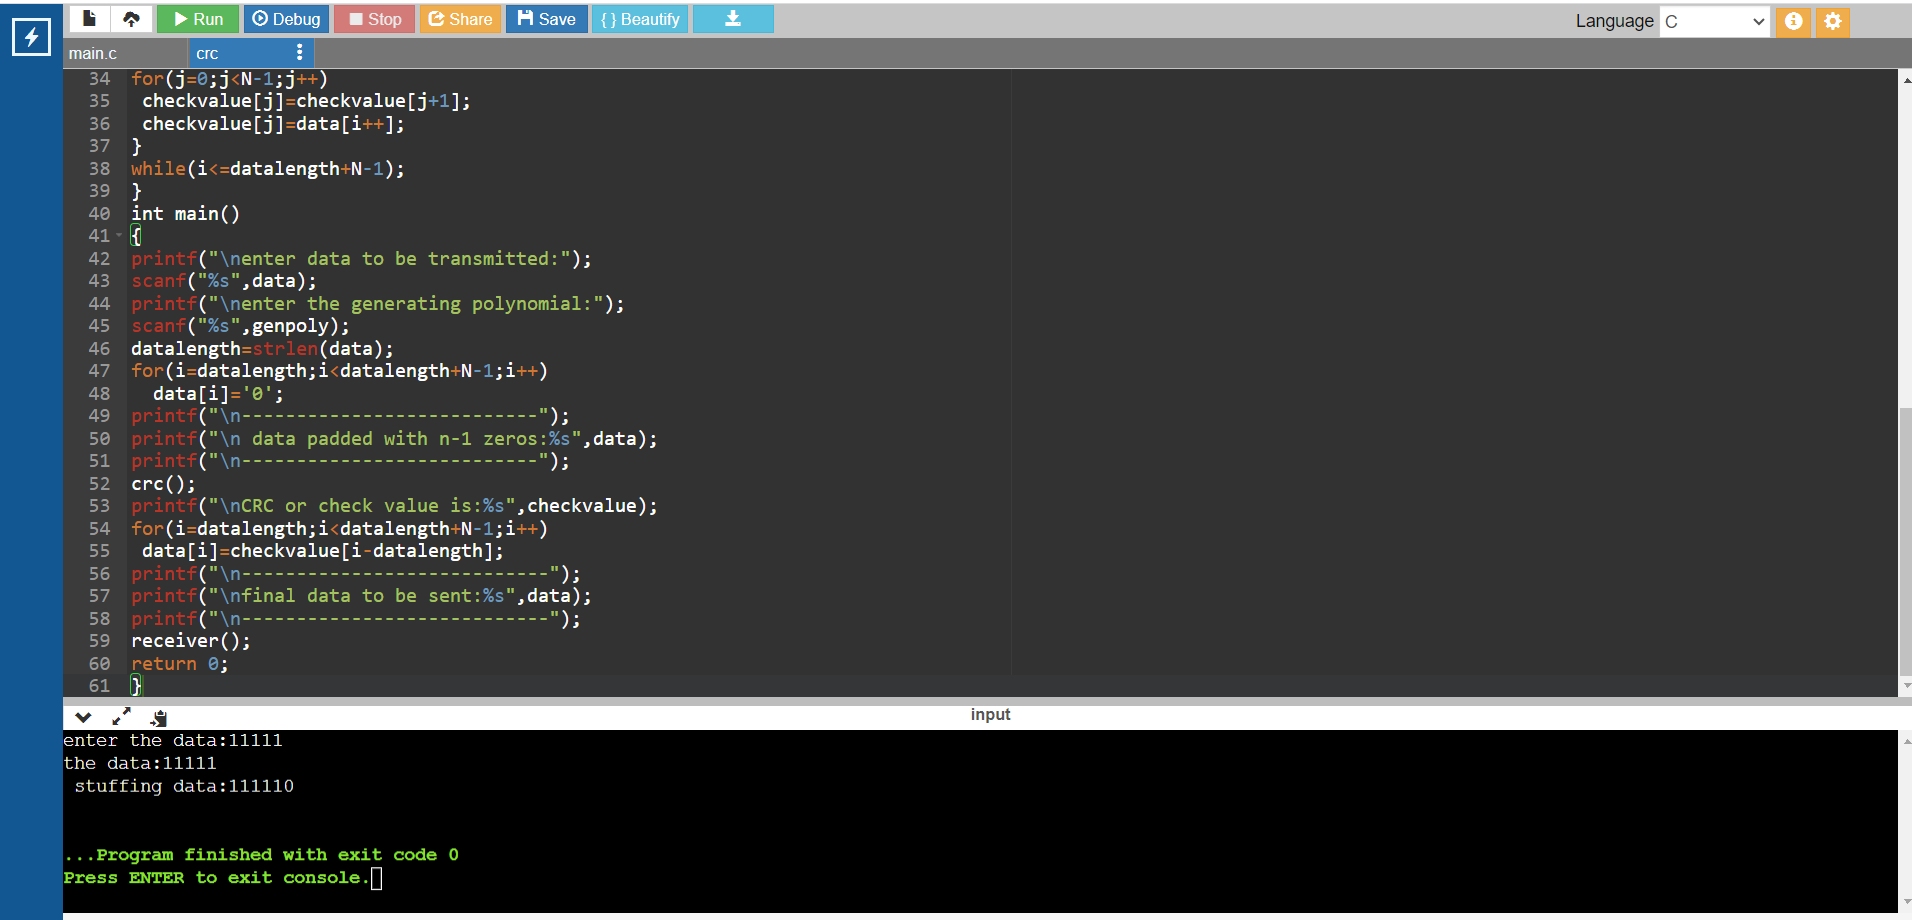 Run Debug Stop Share Save { } Beautify Language C
main.c crc
34 for(j=0;j<N-1;j++)
35  checkvalue[j]=checkvalue[j+1];
36  checkvalue[j]=data[i++];
37 }
38 while(i<=datalength+N-1);
39 }
40 int main()
41 {
42 printf("\nenter data to be transmitted:");
43 scanf("%s",data);
44 printf("\nenter the generating polynomial:");
45 scanf("%s",genpoly);
46 datalength=strlen(data);
47 for(i=datalength;i<datalength+N-1;i++)
48   data[i]='0';
49 printf("\n---------------------------");
50 printf("\n data padded with n-1 zeros:%s",data);
51 printf("\n---------------------------");
52 crc();
53 printf("\nCRC or check value is:%s",checkvalue);
54 for(i=datalength;i<datalength+N-1;i++)
55  data[i]=checkvalue[i-datalength];
56 printf("\n----------------------------");
57 printf("\nfinal data to be sent:%s",data);
58 printf("\n----------------------------");
59 receiver();
60 return 0;
61 }
input
enter the data:11111
the data:11111
 stuffing data:111110
...Program finished with exit code 0
Press ENTER to exit console.